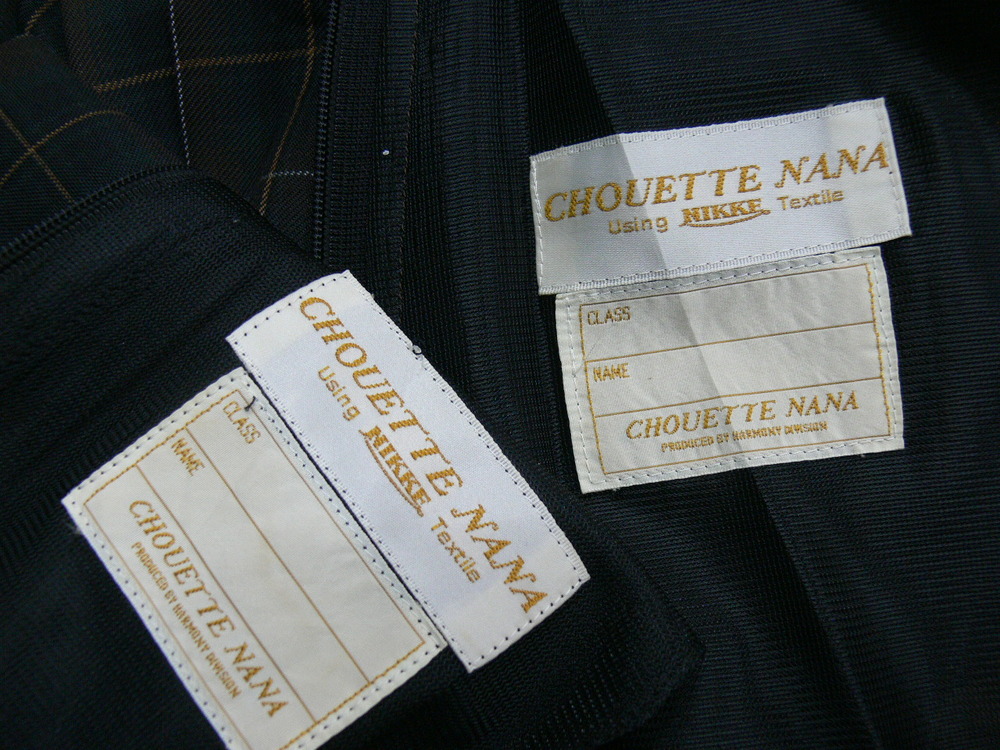 CHOUETTE NANA
Using NIKKE Textile
CLASS
NAME
CHOUETTE NANA
PRODUCED BY HARMONY DIVISION
CHOUETTE NANA
Using NIKKE Textile
CLASS
NAME
CHOUETTE NANA
PRODUCED BY HARMONY DIVISION